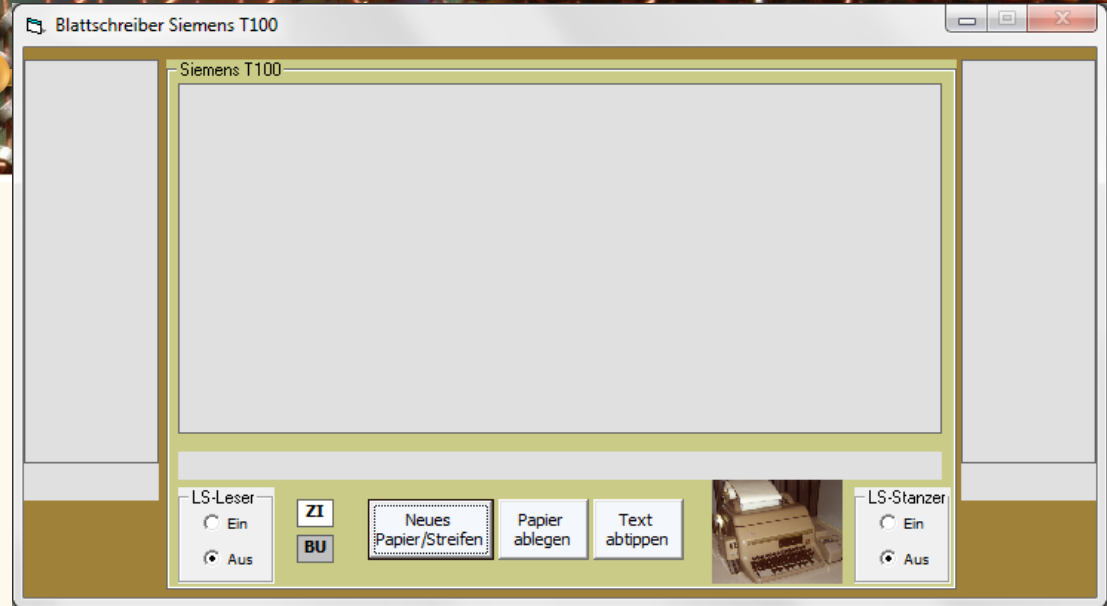 Blattschreiber Siemens T100
Siemens T100
LS-Leser
Ein
Aus
ZI
BU
Neues
Papier/Streifen
Papier
ablegen
Text
abtippen
LS-Stanzer
Ein
Aus